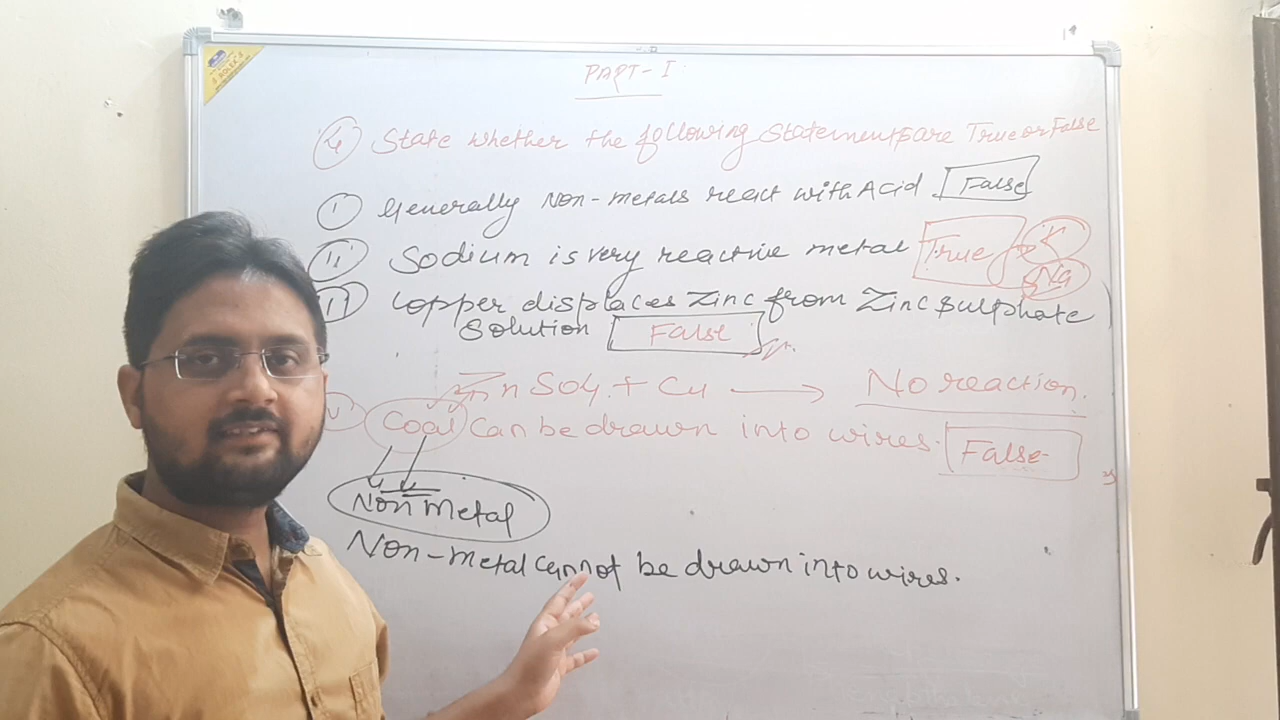 PART-I
④ State whether the following Statements are True or False
ⓘ Generally Non-metals react with Acid False
ii Sodium is very reactive metal True K
Na
iii Copper displaces Zinc from Zinc Sulphate
Solution False
ZnSO4 + Cu → No reaction.
Coal can be drawn into wires. False
Non metal
Non-metal cannot be drawn into wires.